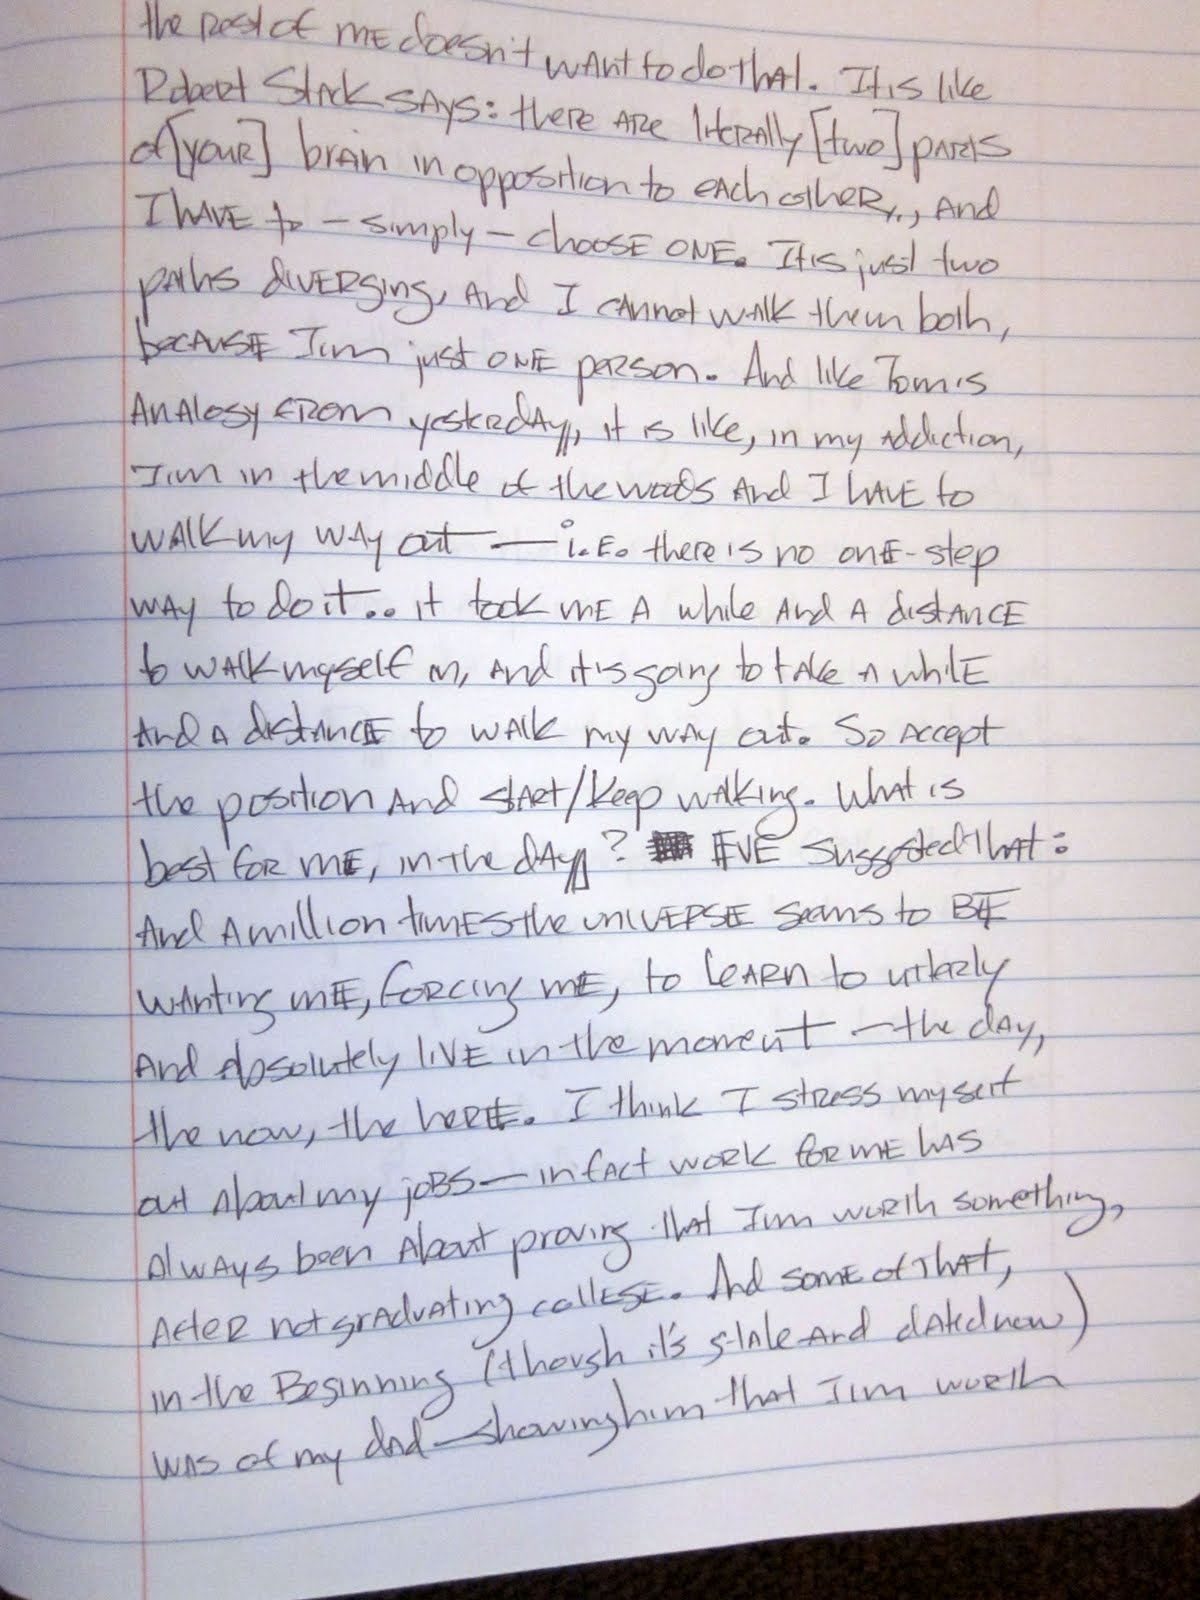 the rest of me doesn't want to do that. It is like
Robert Stack says: there are literally [two] parts
of [your] brain in opposition to each other, and
I have to – simply – choose one. It is just two
paths diverging, and I cannot walk them both,
because I'm just one person. And like Tom's
analogy from yesterday, it is like, in my addiction,
I'm in the middle of the woods and I have to
walk my way out — i.e. there is no one-step
way to do it.. it took me a while and a distance
to walk myself in, and it is going to take a while
and a distance to walk my way out. So accept
the position and start/keep walking. What is
best for me, in the day? Eve suggested that:
And a million times the universe seems to be
wanting me, forcing me, to learn to utterly
and absolutely live in the moment — the day,
the now, the here. I think I stress myself
out about my jobs — in fact work for me has
always been about proving that I'm worth something,
after not graduating college. And some of that,
in the beginning (though it's stale and dated now)
was of my dad — showing him that I'm worth